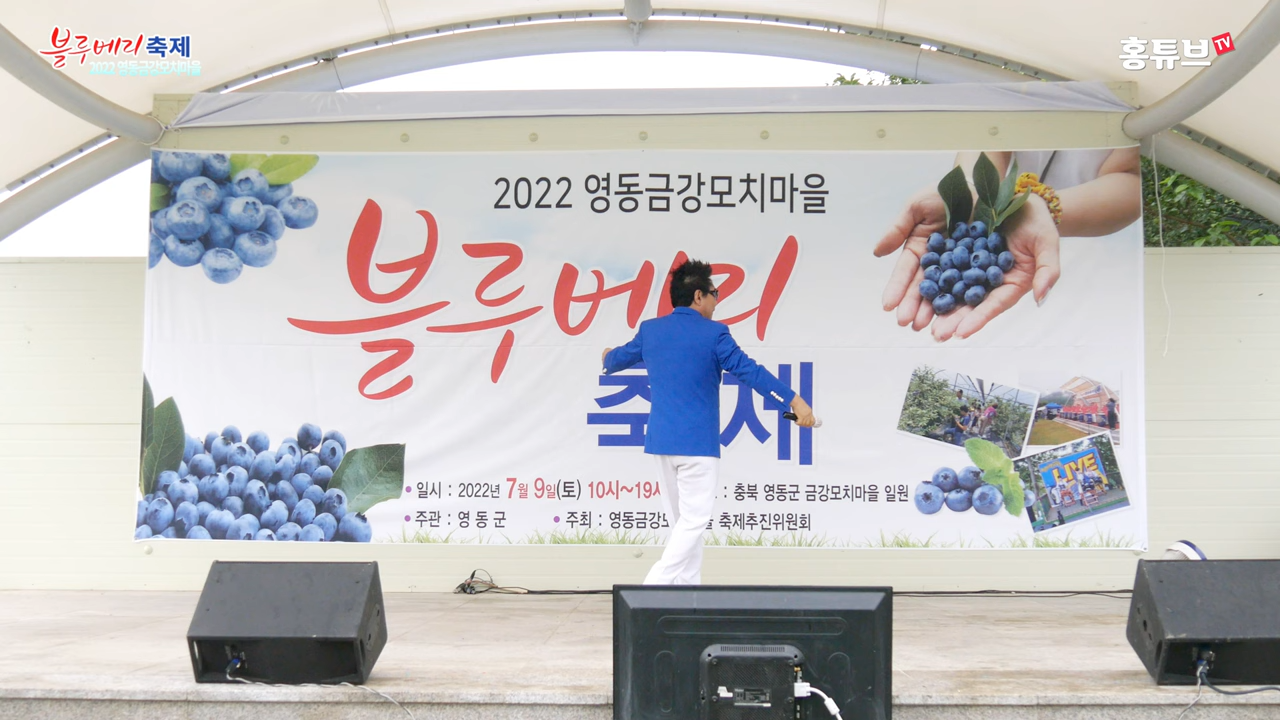 블루베리축제
2022 영동금강모치마을
홍튜브TV
2022 영동금강모치마을
블루베리
축제
• 일시 : 2022년 7월 9일(토) 10시~19시 : 충북 영동군 금강모치마을 일원
• 주관 : 영동군 • 주최 : 영동금강모 축제추진위원회
LIVE